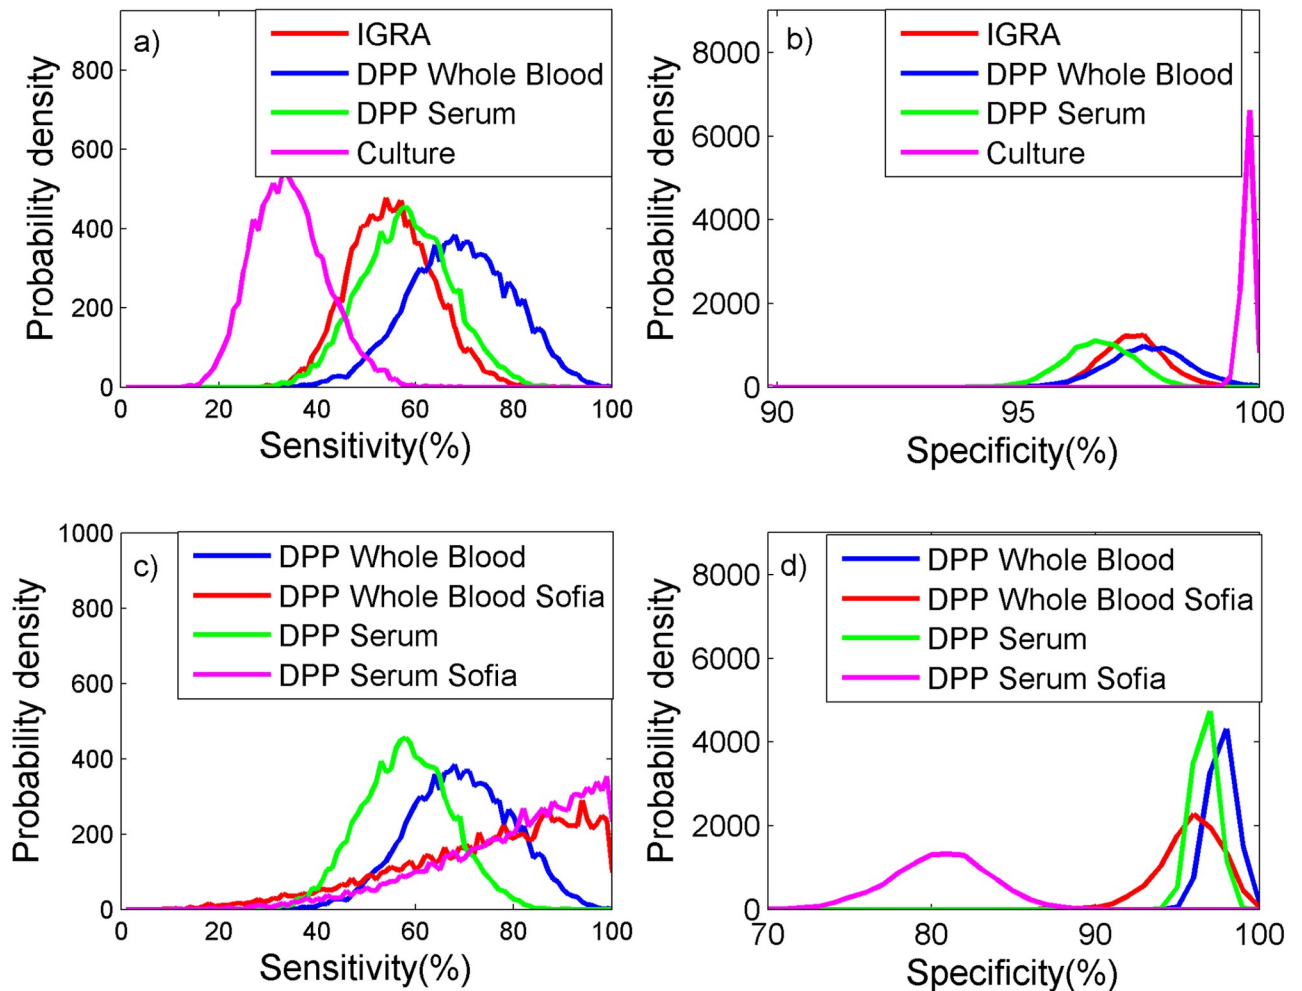 a)
IGRA
DPP Whole Blood
DPP Serum
Culture
Probability density
800
600
400
200
0
0 20 40 60 80 100
Sensitivity(%)
b)
IGRA
DPP Whole Blood
DPP Serum
Culture
Probability density
8000
6000
4000
2000
0
90 95 100
Specificity(%)
c)
DPP Whole Blood
DPP Whole Blood Sofia
DPP Serum
DPP Serum Sofia
Probability density
1000
800
600
400
200
0
0 20 40 60 80 100
Sensitivity(%)
d)
DPP Whole Blood
DPP Whole Blood Sofia
DPP Serum
DPP Serum Sofia
Probability density
8000
6000
4000
2000
0
70 80 90 100
Specificity(%)